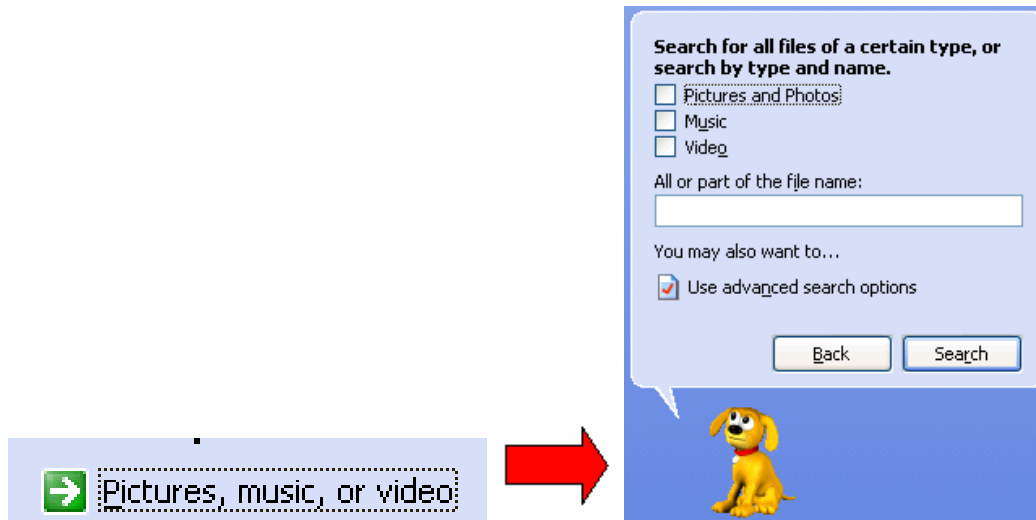 Search for all files of a certain type, or
search by type and name.
Pictures and Photos
Music
Video
All or part of the file name:
You may also want to...
Use advanced search options
Back Search
Pictures, music, or video